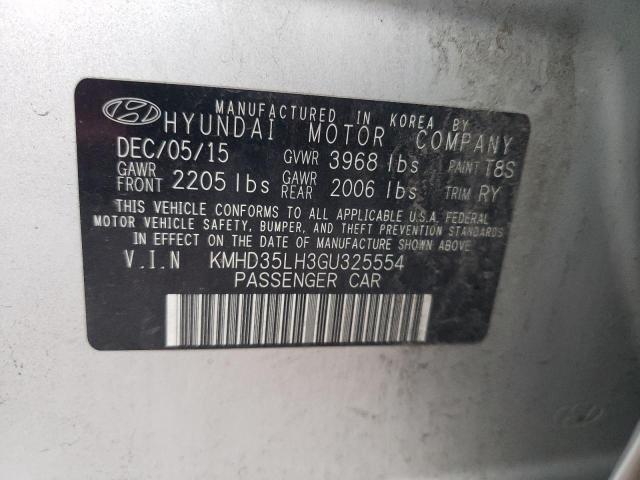 MANUFACTURED IN KOREA BY
HYUNDAI MOTOR COMPANY
DEC/05/15 GVWR 3968 lbs PAINT T8S
GAWR FRONT 2205 lbs GAWR REAR 2006 lbs TRIM RY
THIS VEHICLE CONFORMS TO ALL APPLICABLE U.S.A FEDERAL
MOTOR VEHICLE SAFETY, BUMPER, AND THEFT PREVENTION STANDARDS
IN EFFECT ON THE DATE OF MANUFACTURE SHOWN ABOVE.
V.I.N KMHD35LH3GU325554
PASSENGER CAR